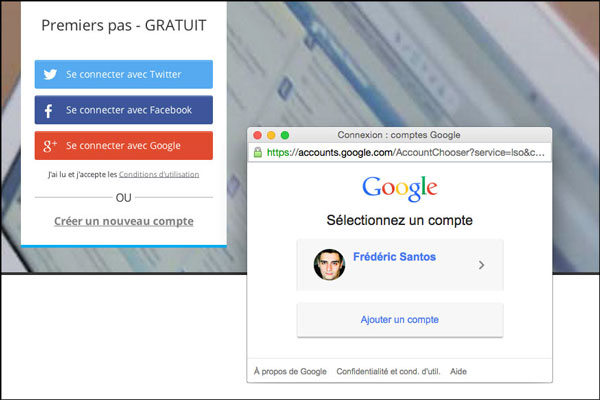 Premiers pas - GRATUIT
Se connecter avec Twitter
Se connecter avec Facebook
Se connecter avec Google
J'ai lu et j'accepte les Conditions d'utilisation
OU
Créer un nouveau compte
Connexion : comptes Google
https://accounts.google.com/AccountChooser?service=lso&c...
Google
Sélectionnez un compte
Frédéric Santos
Ajouter un compte
À propos de Google Confidentialité et cond. d'util. Aide